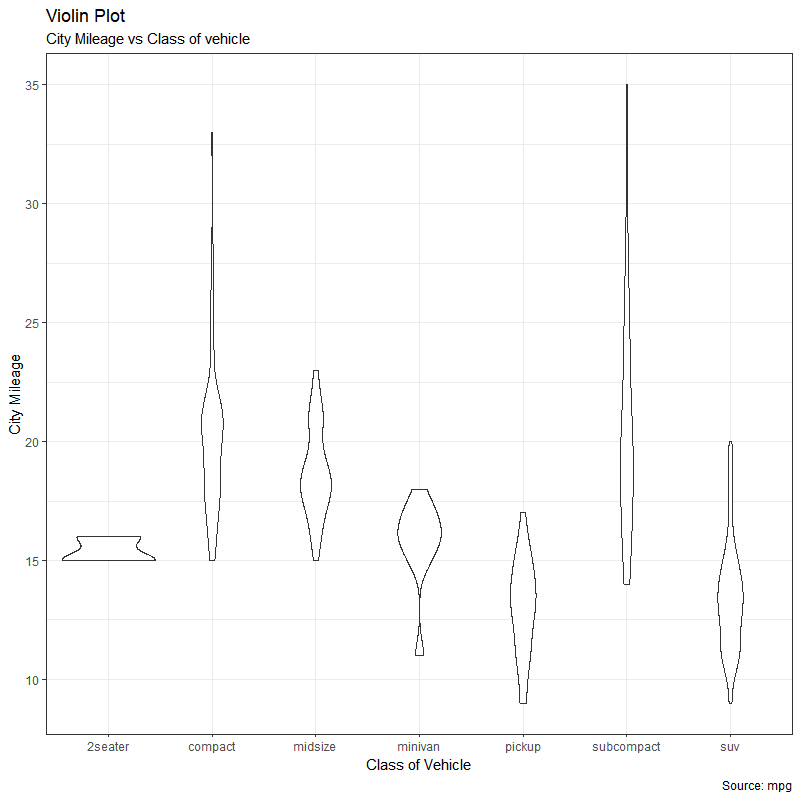 Violin Plot
City Mileage vs Class of vehicle
City Mileage
35
30
25
20
15
10
2seater compact midsize minivan pickup subcompact suv
Class of Vehicle
Source: mpg